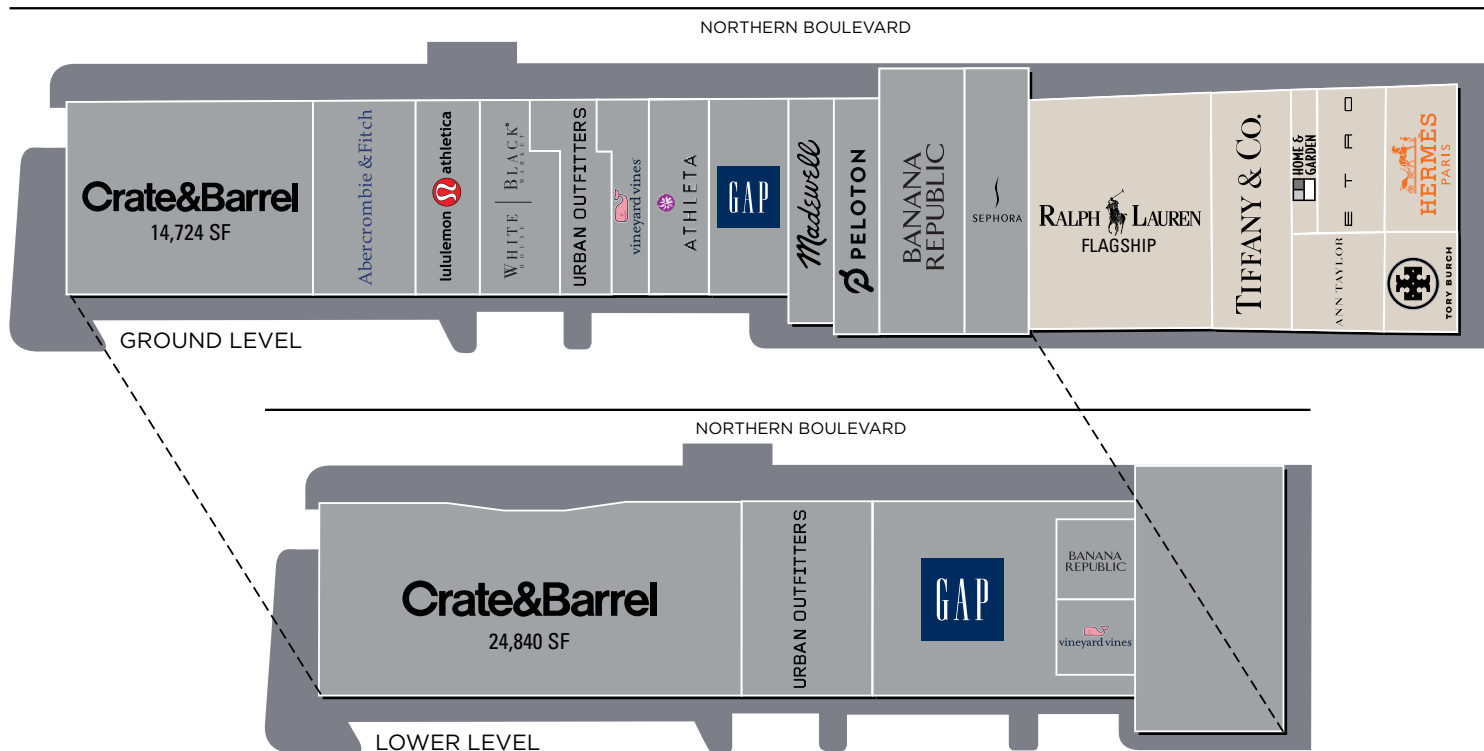 NORTHERN BOULEVARD
Crate&Barrel
14,724 SF
Abercrombie & Fitch
lululemon athletica
WHITE | BLACK®
HOUSE | MARKET
URBAN OUTFITTERS
vineyard vines®
ATHLETA
GAP
Madewell
PELOTON
BANANA
REPUBLIC
SEPHORA
RALPH LAUREN
FLAGSHIP
TIFFANY & CO.
HOME &
GARDEN
ETRO
ANN TAYLOR
HERMÈS
PARIS
TORY BURCH
GROUND LEVEL
NORTHERN BOULEVARD
Crate&Barrel
24,840 SF
URBAN OUTFITTERS
GAP
BANANA
REPUBLIC
vineyard vines®
LOWER LEVEL